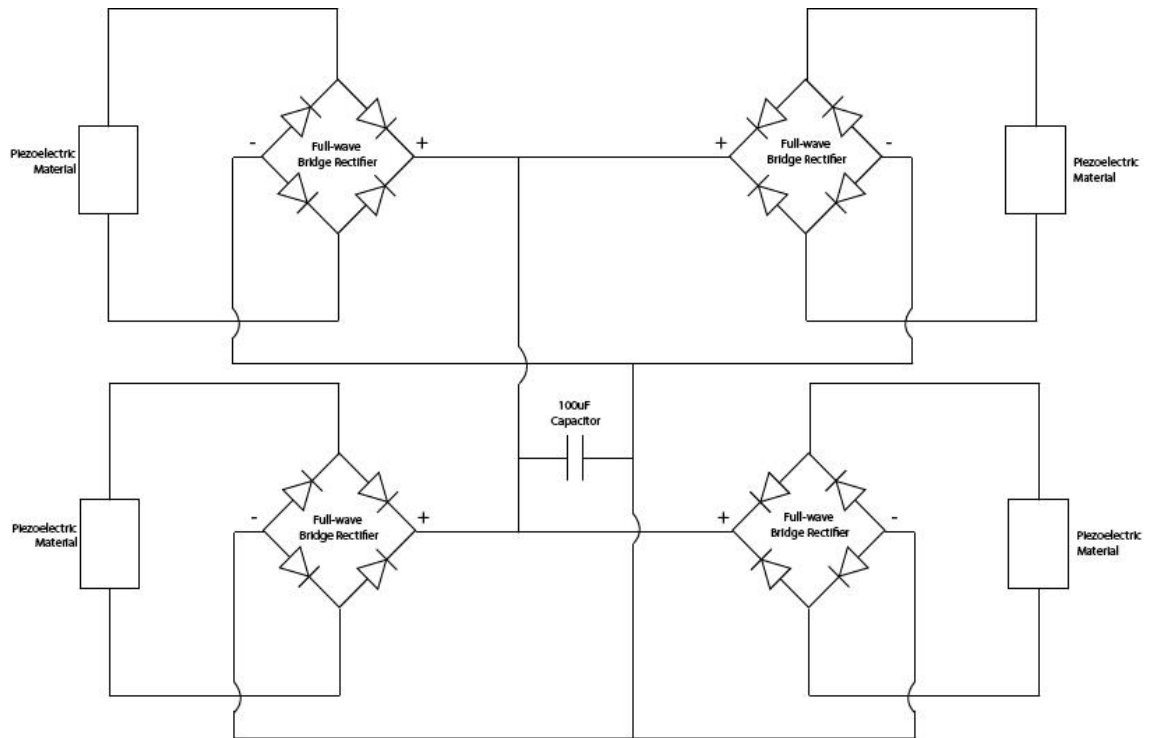 -
Full-wave
Bridge Rectifier
+
Piezoelectric
Material
+
Full-wave
Bridge Rectifier
-
Piezoelectric
Material
100uF
Capacitor
-
Full-wave
Bridge Rectifier
+
Piezoelectric
Material
+
Full-wave
Bridge Rectifier
-
Piezoelectric
Material